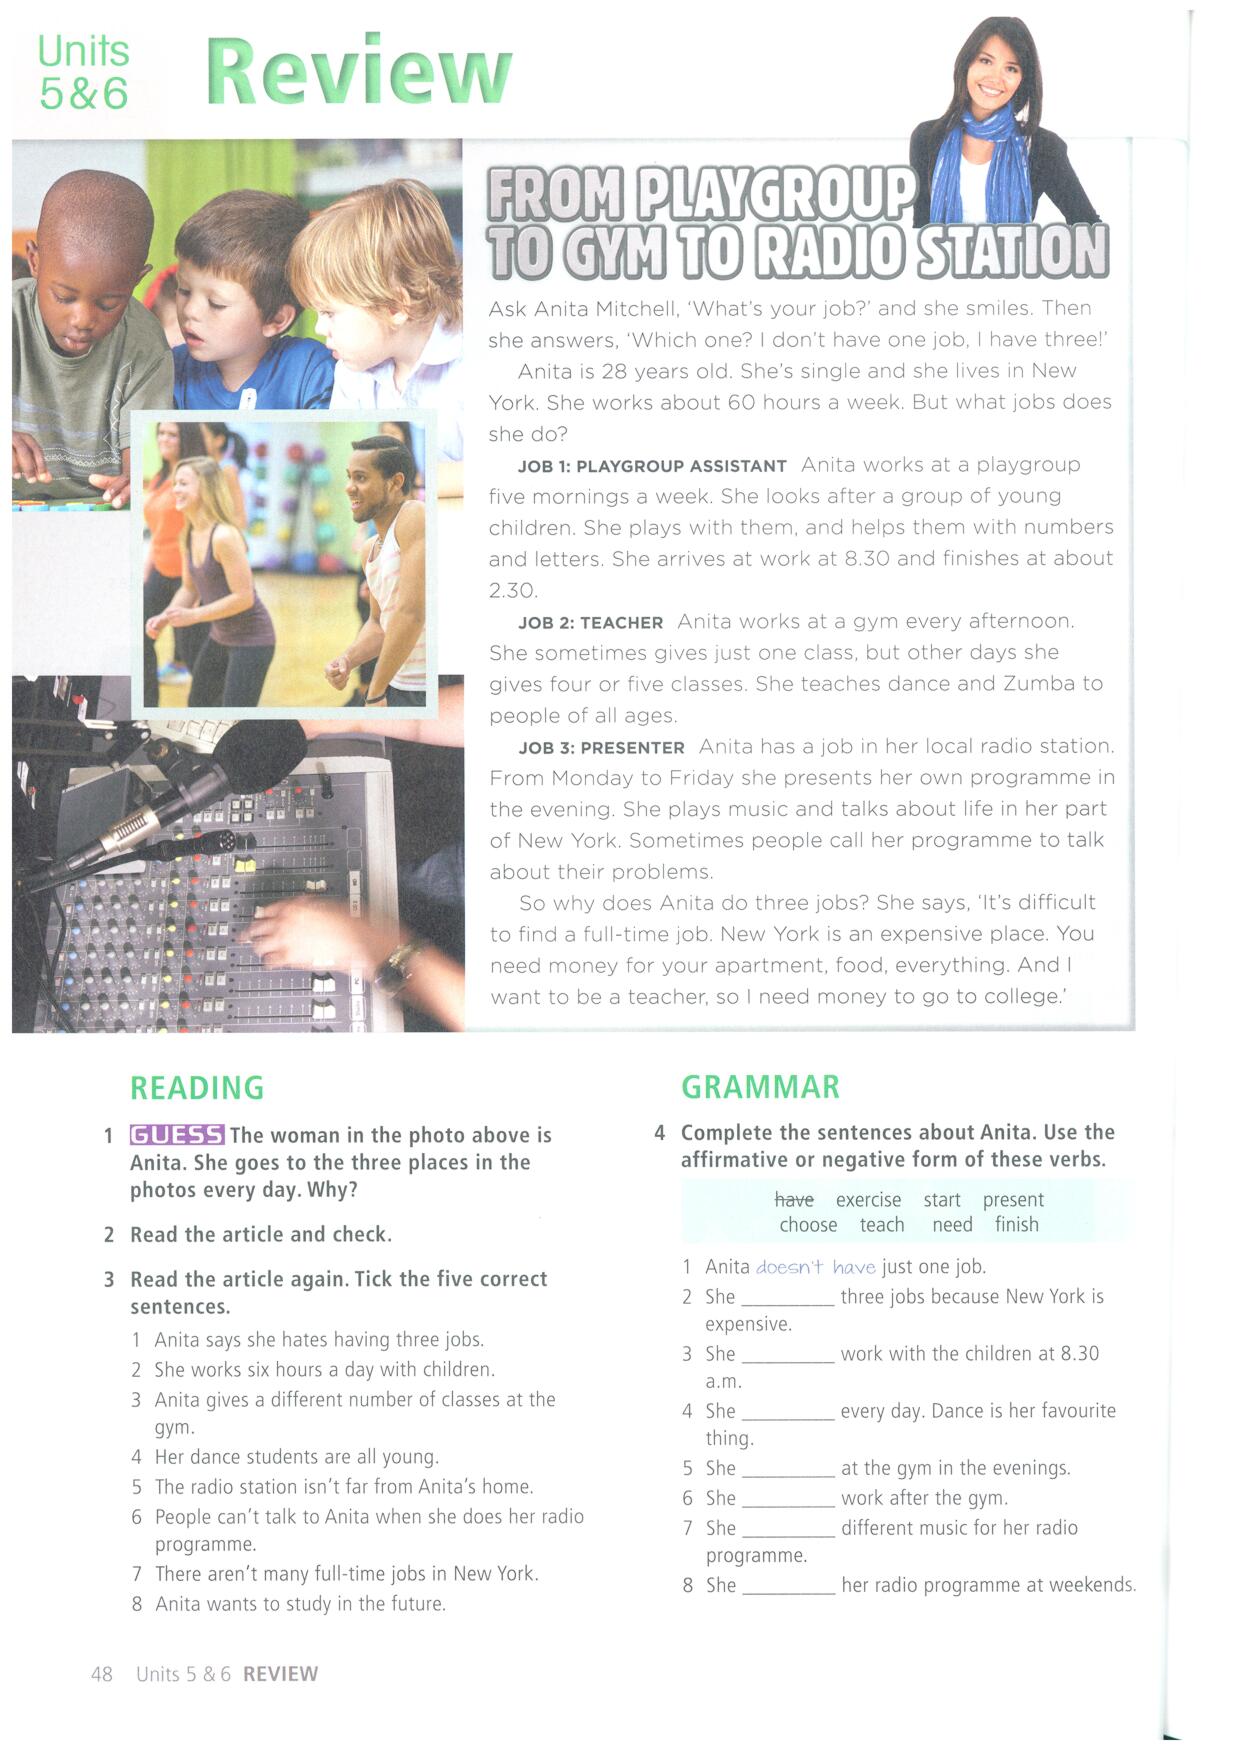 Units
5&6
Review
FROM PLAYGROUP
TO GYM TO RADIO STATION
Ask Anita Mitchell, ‘What’s your job?’ and she smiles. Then
she answers, ‘Which one? I don’t have one job, I have three!’
Anita is 28 years old. She’s single and she lives in New
York. She works about 60 hours a week. But what jobs does
she do?
JOB 1: PLAYGROUP ASSISTANT Anita works at a playgroup
five mornings a week. She looks after a group of young
children. She plays with them, and helps them with numbers
and letters. She arrives at work at 8.30 and finishes at about
2.30.
JOB 2: TEACHER Anita works at a gym every afternoon.
She sometimes gives just one class, but other days she
gives four or five classes. She teaches dance and Zumba to
people of all ages.
JOB 3: PRESENTER Anita has a job in her local radio station.
From Monday to Friday she presents her own programme in
the evening. She plays music and talks about life in her part
of New York. Sometimes people call her programme to talk
about their problems.
So why does Anita do three jobs? She says, ‘It’s difficult
to find a full-time job. New York is an expensive place. You
need money for your apartment, food, everything. And I
want to be a teacher, so I need money to go to college.’
READING
1 GUESS The woman in the photo above is
Anita. She goes to the three places in the
photos every day. Why?
2 Read the article and check.
3 Read the article again. Tick the five correct
sentences.
1 Anita says she hates having three jobs.
2 She works six hours a day with children.
3 Anita gives a different number of classes at the
gym.
4 Her dance students are all young.
5 The radio station isn’t far from Anita’s home.
6 People can’t talk to Anita when she does her radio
programme.
7 There aren’t many full-time jobs in New York.
8 Anita wants to study in the future.
GRAMMAR
4 Complete the sentences about Anita. Use the
affirmative or negative form of these verbs.
have exercise start present
choose teach need finish
1 Anita doesn’t have just one job.
2 She ________ three jobs because New York is
expensive.
3 She ________ work with the children at 8.30
a.m.
4 She ________ every day. Dance is her favourite
thing.
5 She ________ at the gym in the evenings.
6 She ________ work after the gym.
7 She ________ different music for her radio
programme.
8 She ________ her radio programme at weekends.
48 Units 5 & 6 REVIEW